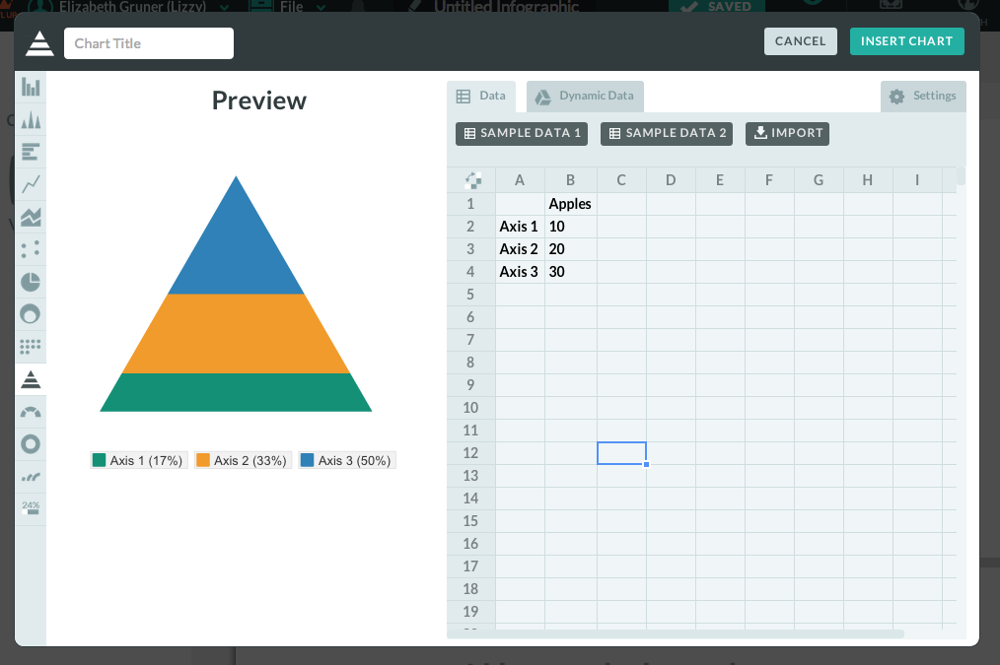 Elizabeth Gruner (Lizzy)
File
Untitled Infographic
SAVED
Chart Title
CANCEL
INSERT CHART
Preview
Data
Dynamic Data
Settings
SAMPLE DATA 1
SAMPLE DATA 2
IMPORT
A B C D E F G H I
1 Apples
2 Axis 1 10
3 Axis 2 20
4 Axis 3 30
5
6
7
8
9
10
11
12
13
14
15
16
17
18
19
Axis 1 (17%) Axis 2 (33%) Axis 3 (50%)
24%